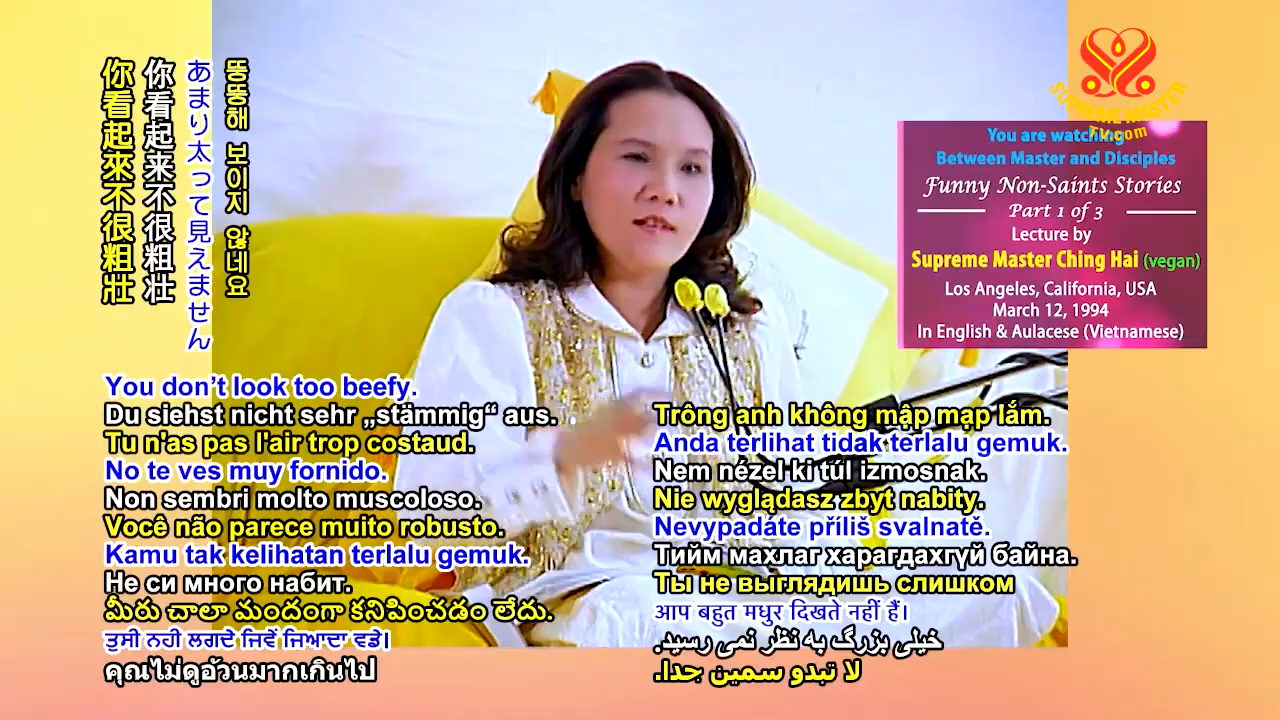 SUPREME MASTER
TV.com
You are watching
Between Master and Disciples
Funny Non-Saints Stories
Part 1 of 3
Lecture by
Supreme Master Ching Hai (vegan)
Los Angeles, California, USA
March 12, 1994
In English & Aulacese (Vietnamese)
你看起來不很粗壯
你看起来不很粗壮
あまり太って見えません
뚱뚱해 보이지 않네요
You don’t look too beefy.
Du siehst nicht sehr „stämmig“ aus.
Tu n'as pas l'air trop costaud.
No te ves muy fornido.
Non sembri molto muscoloso.
Você não parece muito robusto.
Kamu tak kelihatan terlalu gemuk.
Не си много набит.
మీరు చాలా మందంగా కనిపించడం లేదు.
ਤੁਸੀ ਨਹੀ ਲਗਦੇ ਜਿਵੇਂ ਜਿਆਦਾ ਵਡੇ।
คุณไม่ดูอ้วนมากเกินไป
Trông anh không mập mạp lắm.
Anda terlihat tidak terlalu gemuk.
Nem nézel ki túl izmosnak.
Nie wyglądasz zbyt nabity.
Nevypadáte příliš svalnatě.
Тийм махлаг харагдахгүй байна.
Ты не выглядишь слишком
आप बहुत मधुर दिखते नहीं हैं।
خیلی بزرگ به نظر نمی رسید.
لا تبدو سمين جدا.